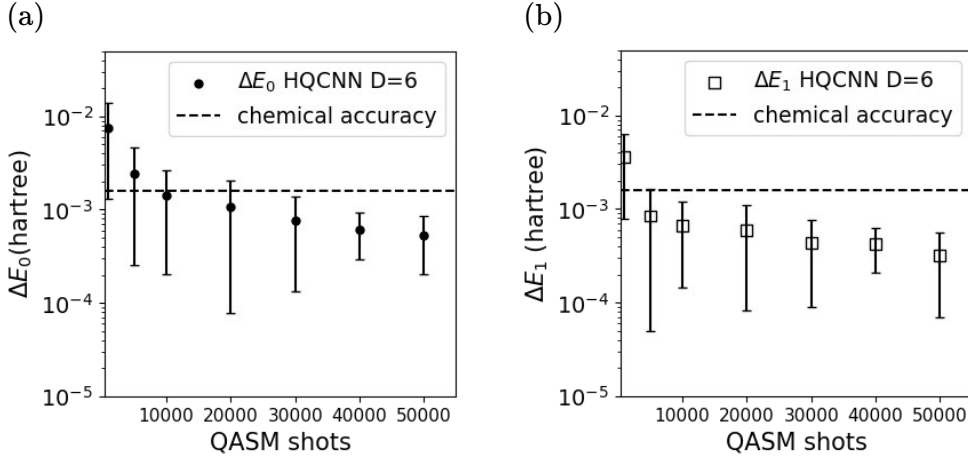 (a)
ΔE₀ HQCNN D=6
chemical accuracy
10⁻²
10⁻³
10⁻⁴
10⁻⁵
ΔE₀(hartree)
10000 20000 30000 40000 50000
QASM shots
(b)
ΔE₁ HQCNN D=6
chemical accuracy
10⁻²
10⁻³
10⁻⁴
10⁻⁵
ΔE₁ (hartree)
10000 20000 30000 40000 50000
QASM shots